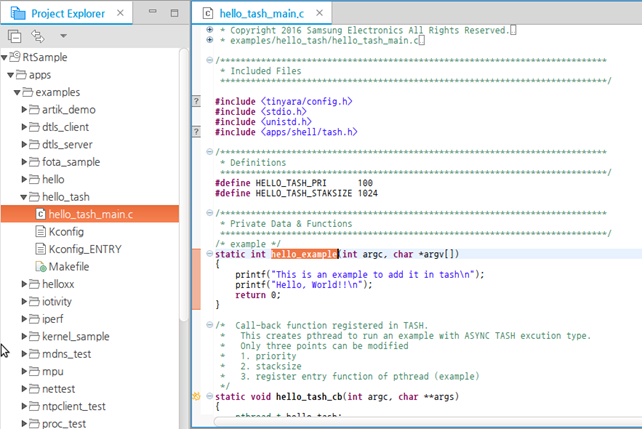 Project Explorer
RtSample
apps
examples
artik_demo
dtls_client
dtls_server
fota_sample
hello
hello_tash
hello_tash_main.c
Kconfig
Kconfig_ENTRY
Makefile
helloxx
iotivity
iperf
kernel_sample
mdns_test
mpu
nettest
ntpclient_test
proc_test
hello_tash_main.c
* Copyright 2016 Samsung Electronics All Rights Reserved.
* examples/hello_tash/hello_tash_main.c
/****************************************************************************
* Included Files
****************************************************************************/
#include <tinyara/config.h>
#include <stdio.h>
#include <unistd.h>
#include <apps/shell/tash.h>
/****************************************************************************
* Definitions
****************************************************************************/
#define HELLO_TASH_PRI      100
#define HELLO_TASH_STAKSIZE 1024
/****************************************************************************
* Private Data & Functions
****************************************************************************/
/* example */
static int hello_example(int argc, char *argv[])
{
    printf("This is an example to add it in tash\n");
    printf("Hello, World!!\n");
    return 0;
}
/*  Call-back function registered in TASH.
*   This creates pthread to run an example with ASYNC TASH excution type.
*   Only three points can be modified
*   1. priority
*   2. stacksize
*   3. register entry function of pthread (example)
*/
static void hello_tash_cb(int argc, char **args)
{
    pthread_t hello_tash;